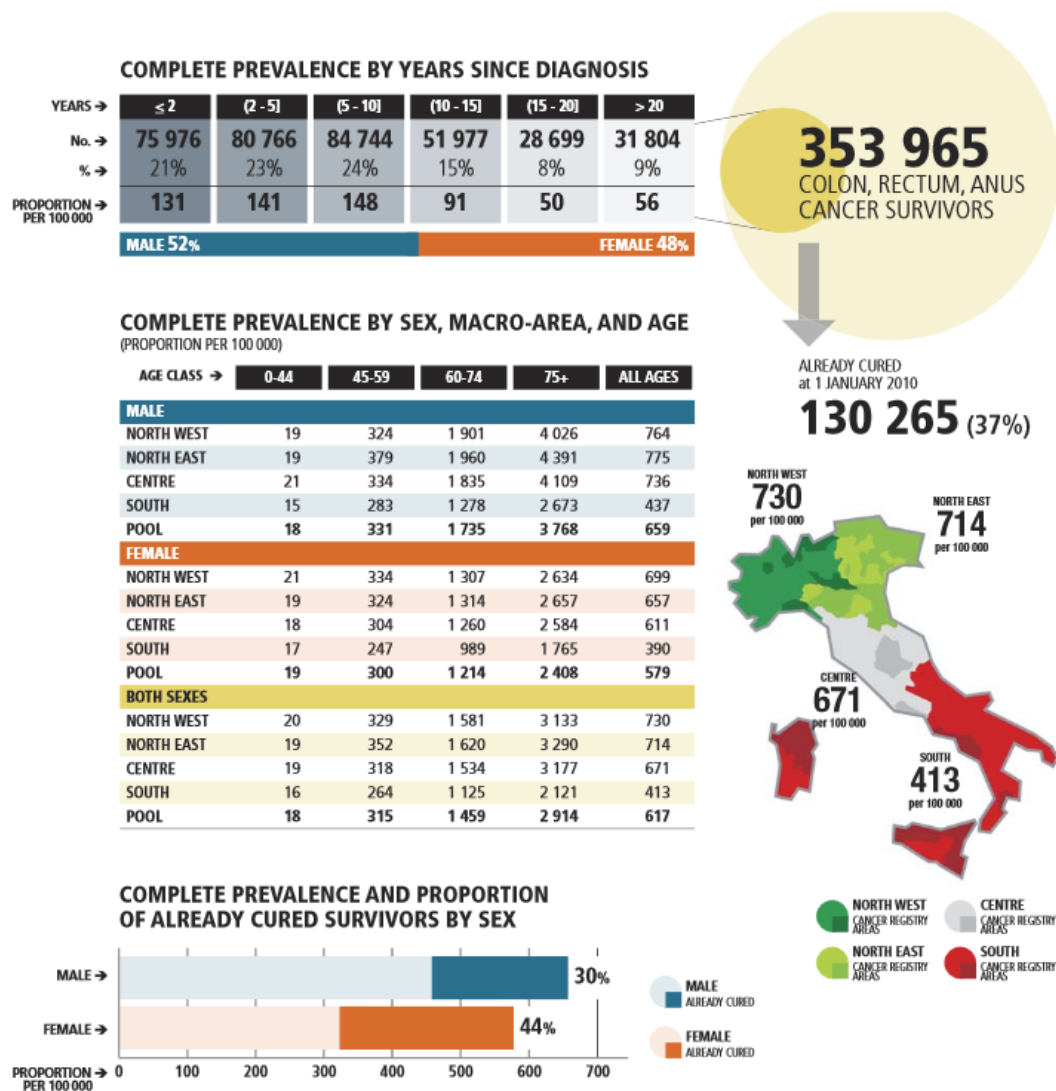 COMPLETE PREVALENCE BY YEARS SINCE DIAGNOSIS
YEARS → ≤ 2 (2 - 5] (5 - 10] (10 - 15] (15 - 20] > 20
No. → 75 976 80 766 84 744 51 977 28 699 31 804
% → 21% 23% 24% 15% 8% 9%
PROPORTION → 131 141 148 91 50 56
PER 100 000
MALE 52% FEMALE 48%
353 965
COLON, RECTUM, ANUS
CANCER SURVIVORS
ALREADY CURED
at 1 JANUARY 2010
130 265 (37%)
COMPLETE PREVALENCE BY SEX, MACRO-AREA, AND AGE
(PROPORTION PER 100 000)
AGE CLASS → 0-44 45-59 60-74 75+ ALL AGES
MALE
NORTH WEST 19 324 1 901 4 026 764
NORTH EAST 19 379 1 960 4 391 775
CENTRE 21 334 1 835 4 109 736
SOUTH 15 283 1 278 2 673 437
POOL 18 331 1 735 3 768 659
FEMALE
NORTH WEST 21 334 1 307 2 634 699
NORTH EAST 19 324 1 314 2 657 657
CENTRE 18 304 1 260 2 584 611
SOUTH 17 247 989 1 765 390
POOL 19 300 1 214 2 408 579
BOTH SEXES
NORTH WEST 20 329 1 581 3 133 730
NORTH EAST 19 352 1 620 3 290 714
CENTRE 19 318 1 534 3 177 671
SOUTH 16 264 1 125 2 121 413
POOL 18 315 1 459 2 914 617
NORTH WEST
730
per 100 000
NORTH EAST
714
per 100 000
CENTRE
671
per 100 000
SOUTH
413
per 100 000
NORTH WEST
CANCER REGISTRY
AREAS
CENTRE
CANCER REGISTRY
AREAS
NORTH EAST
CANCER REGISTRY
AREAS
SOUTH
CANCER REGISTRY
AREAS
COMPLETE PREVALENCE AND PROPORTION
OF ALREADY CURED SURVIVORS BY SEX
MALE → 30%
FEMALE → 44%
PROPORTION → 0 100 200 300 400 500 600 700
PER 100 000
MALE
ALREADY CURED
FEMALE
ALREADY CURED